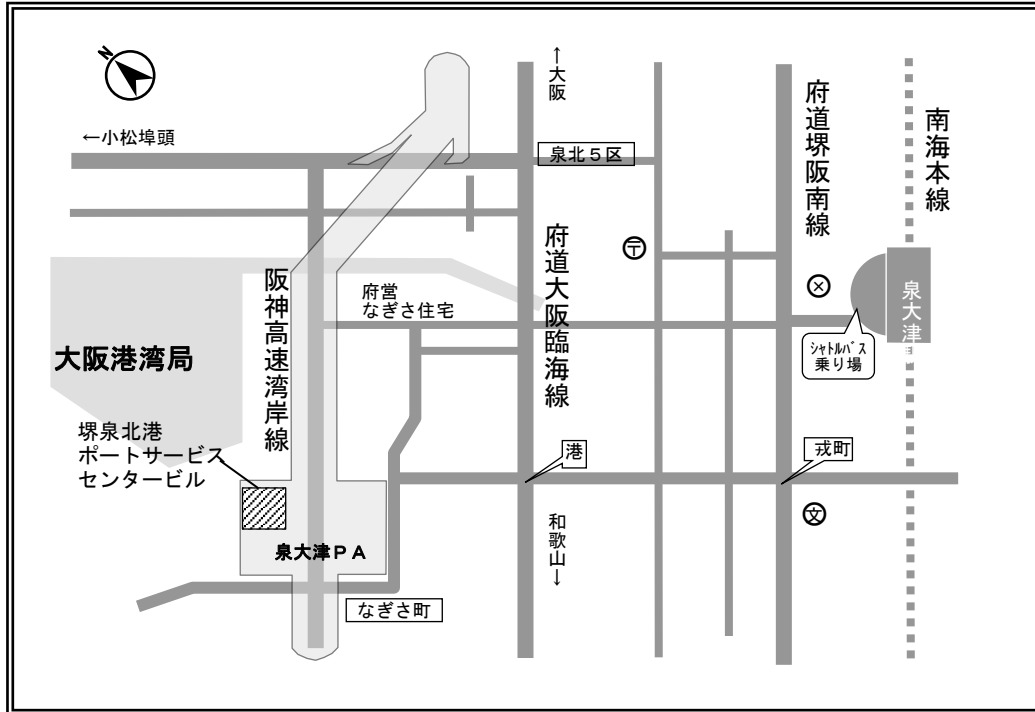 N
←小松埠頭
↑大阪
泉北５区
府道堺阪南線
南海本線
〒
府道大阪臨海線
阪神高速湾岸線
府営
なぎさ住宅
泉大津
ｼｬﾄﾙﾊﾞｽ
乗り場
大阪港湾局
堺泉北港
ポートサービス
センタービル
港
戎町
文
和歌山↓
泉大津ＰＡ
なぎさ町